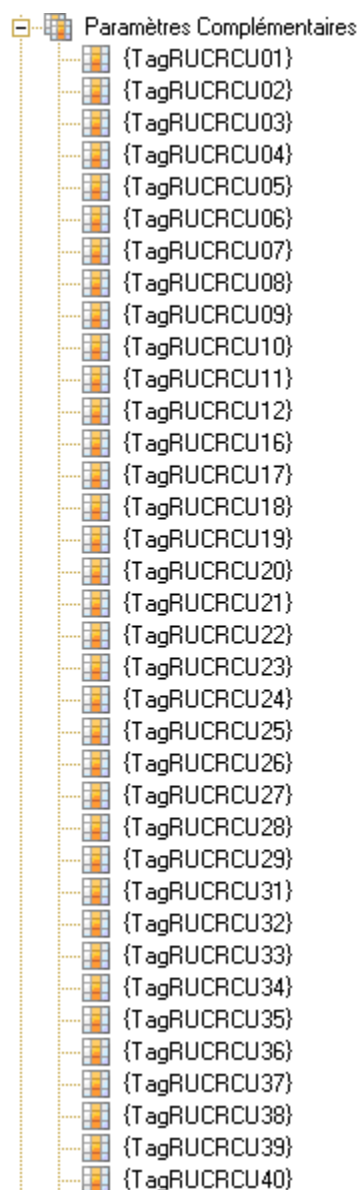 Paramètres Complémentaires
{TagRUCRCU01}
{TagRUCRCU02}
{TagRUCRCU03}
{TagRUCRCU04}
{TagRUCRCU05}
{TagRUCRCU06}
{TagRUCRCU07}
{TagRUCRCU08}
{TagRUCRCU09}
{TagRUCRCU10}
{TagRUCRCU11}
{TagRUCRCU12}
{TagRUCRCU16}
{TagRUCRCU17}
{TagRUCRCU18}
{TagRUCRCU19}
{TagRUCRCU20}
{TagRUCRCU21}
{TagRUCRCU22}
{TagRUCRCU23}
{TagRUCRCU24}
{TagRUCRCU25}
{TagRUCRCU26}
{TagRUCRCU27}
{TagRUCRCU28}
{TagRUCRCU29}
{TagRUCRCU31}
{TagRUCRCU32}
{TagRUCRCU33}
{TagRUCRCU34}
{TagRUCRCU35}
{TagRUCRCU36}
{TagRUCRCU37}
{TagRUCRCU38}
{TagRUCRCU39}
{TagRUCRCU40}